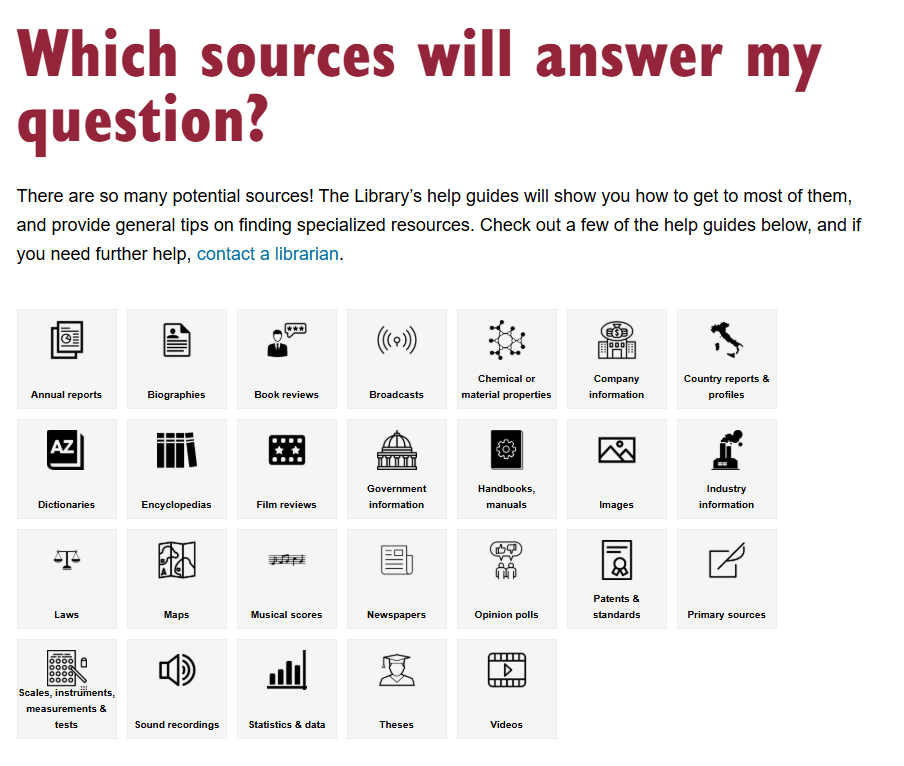 Which sources will answer my
question?
There are so many potential sources! The Library’s help guides will show you how to get to most of them,
and provide general tips on finding specialized resources. Check out a few of the help guides below, and if
you need further help, contact a librarian.
Annual reports
Biographies
Book reviews
Broadcasts
Chemical or
material properties
Company
information
Country reports &
profiles
AZ
Dictionaries
Encyclopedias
Film reviews
Government
information
Handbooks,
manuals
Images
Industry
information
Laws
A
Maps
Musical scores
Newspapers
Opinion polls
Patents &
standards
Primary sources
Scales, instruments,
measurements &
tests
Sound recordings
Statistics & data
Theses
Videos